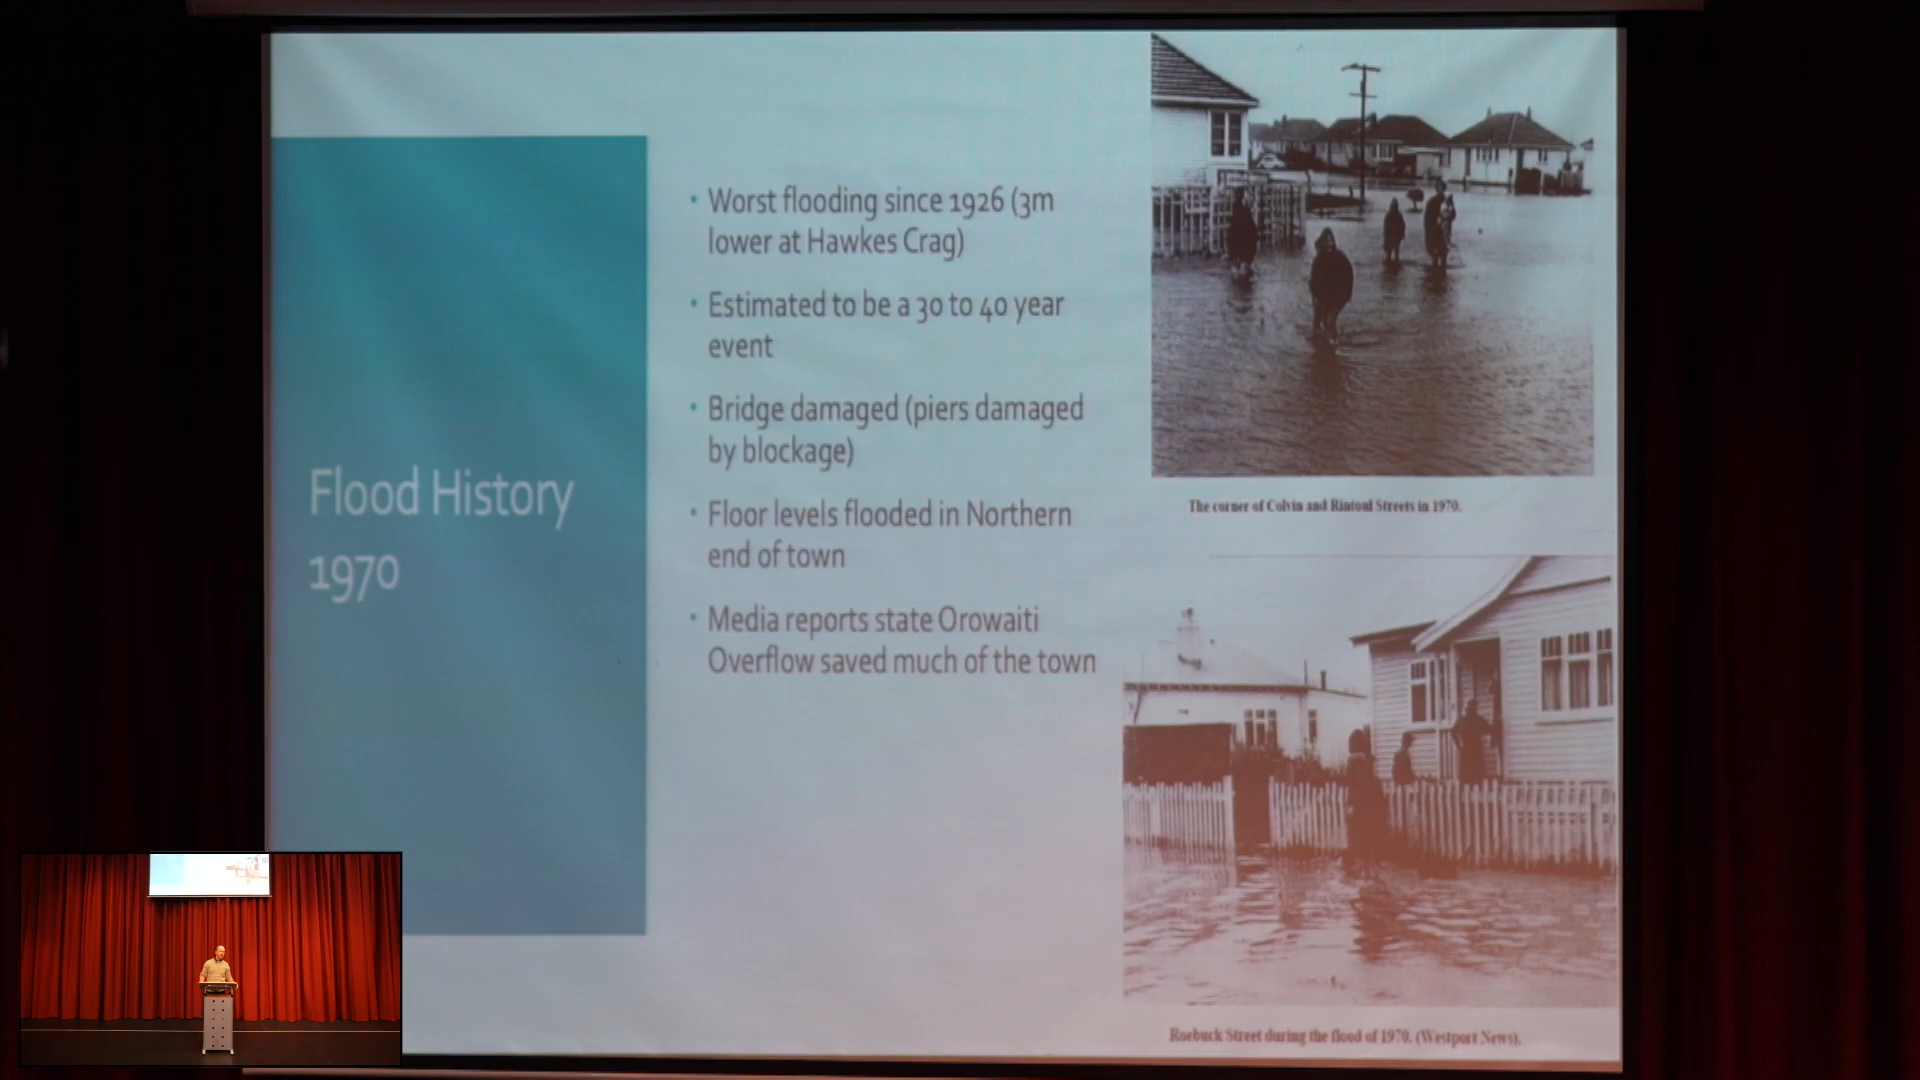 Flood History
1970
• Worst flooding since 1926 (3m
lower at Hawkes Crag)
• Estimated to be a 30 to 40 year
event
• Bridge damaged (piers damaged
by blockage)
• Floor levels flooded in Northern
end of town
• Media reports state Orowaiti
Overflow saved much of the town
The corner of Colvin and Rintoul Streets in 1970.
Roebuck Street during the flood of 1970. (Westport News).